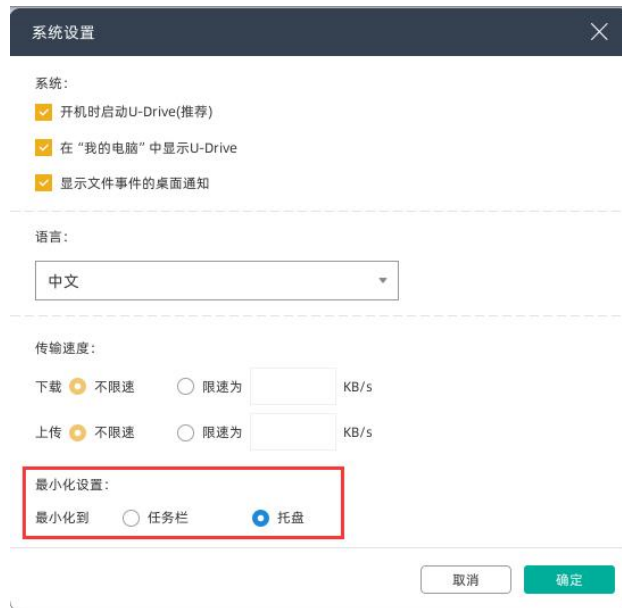 系统设置
系统:
开机时启动U-Drive(推荐)
在“我的电脑”中显示U-Drive
显示文件事件的桌面通知
语言:
中文
传输速度:
下载 不限速 限速为 KB/s
上传 不限速 限速为 KB/s
最小化设置:
最小化到 任务栏 托盘
取消 确定